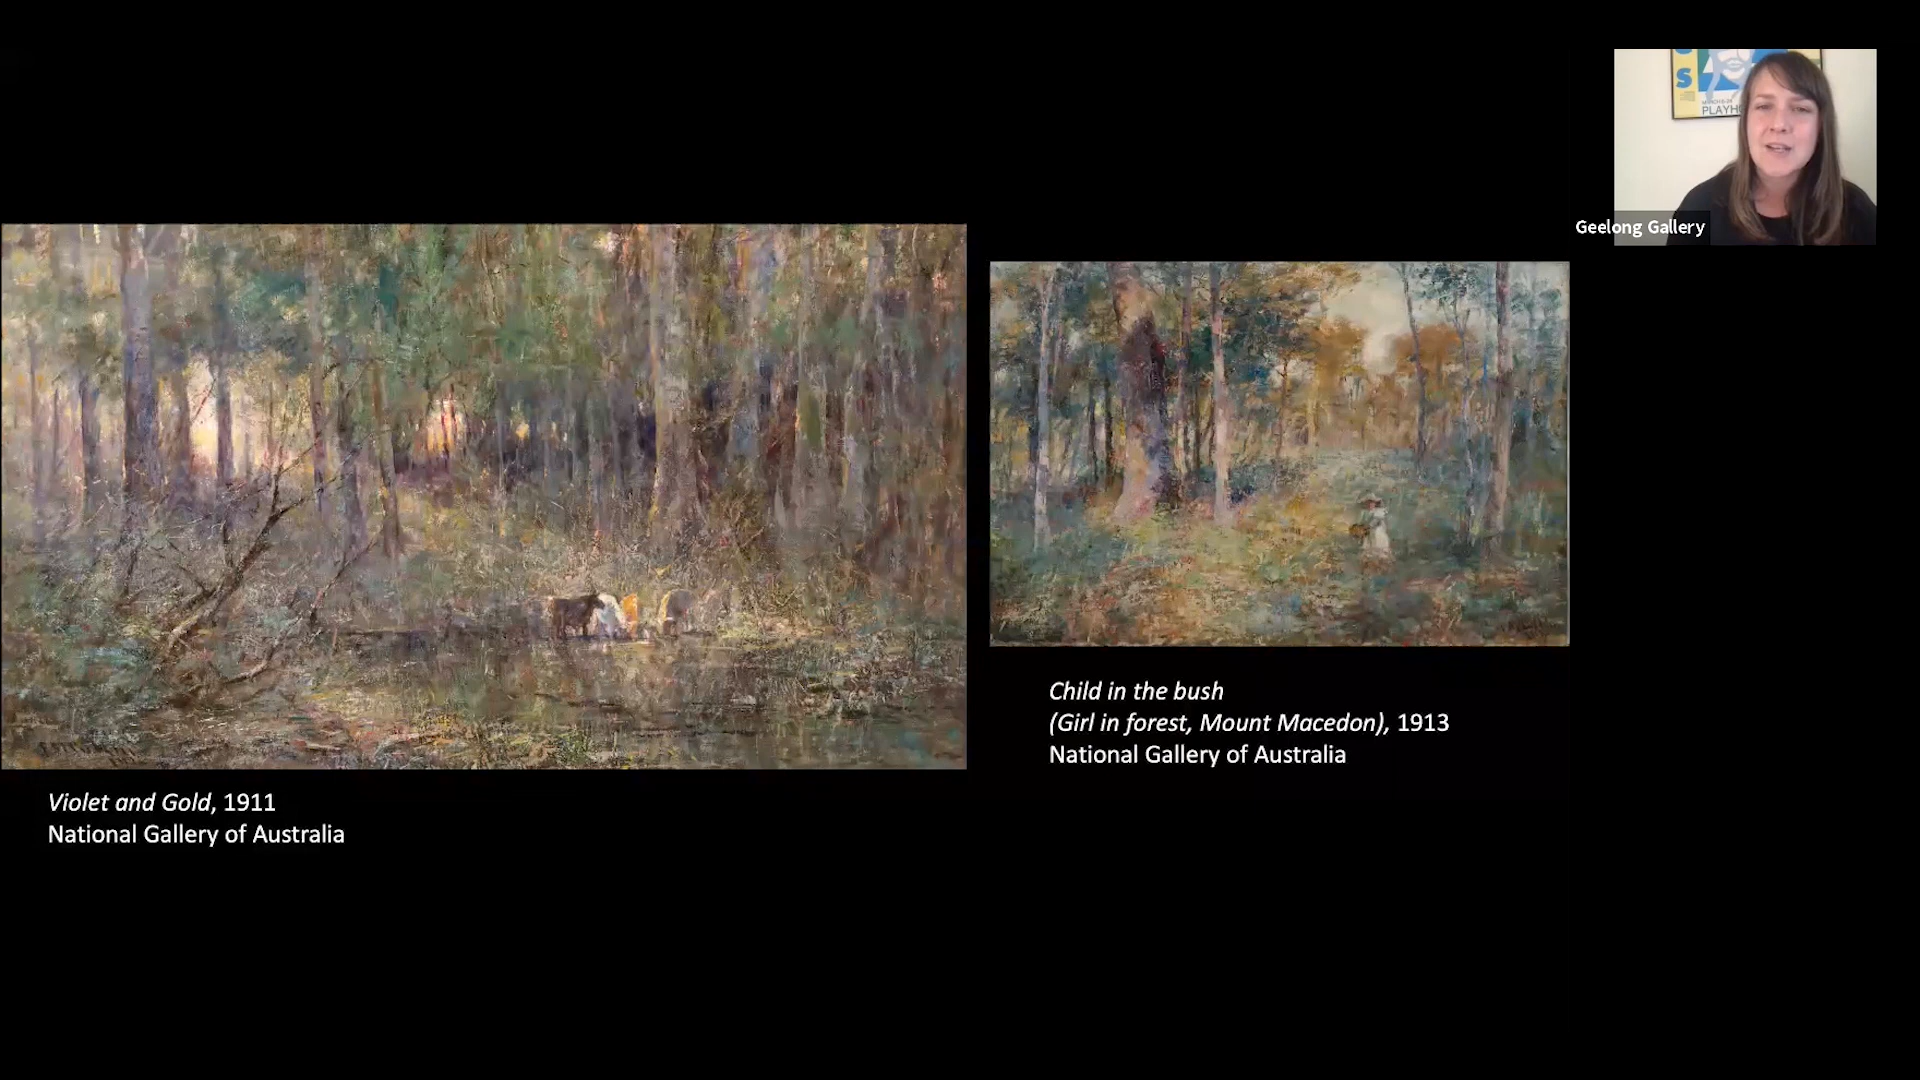 S
PLAYH
Geelong Gallery
Child in the bush
(Girl in forest, Mount Macedon), 1913
National Gallery of Australia
Violet and Gold, 1911
National Gallery of Australia